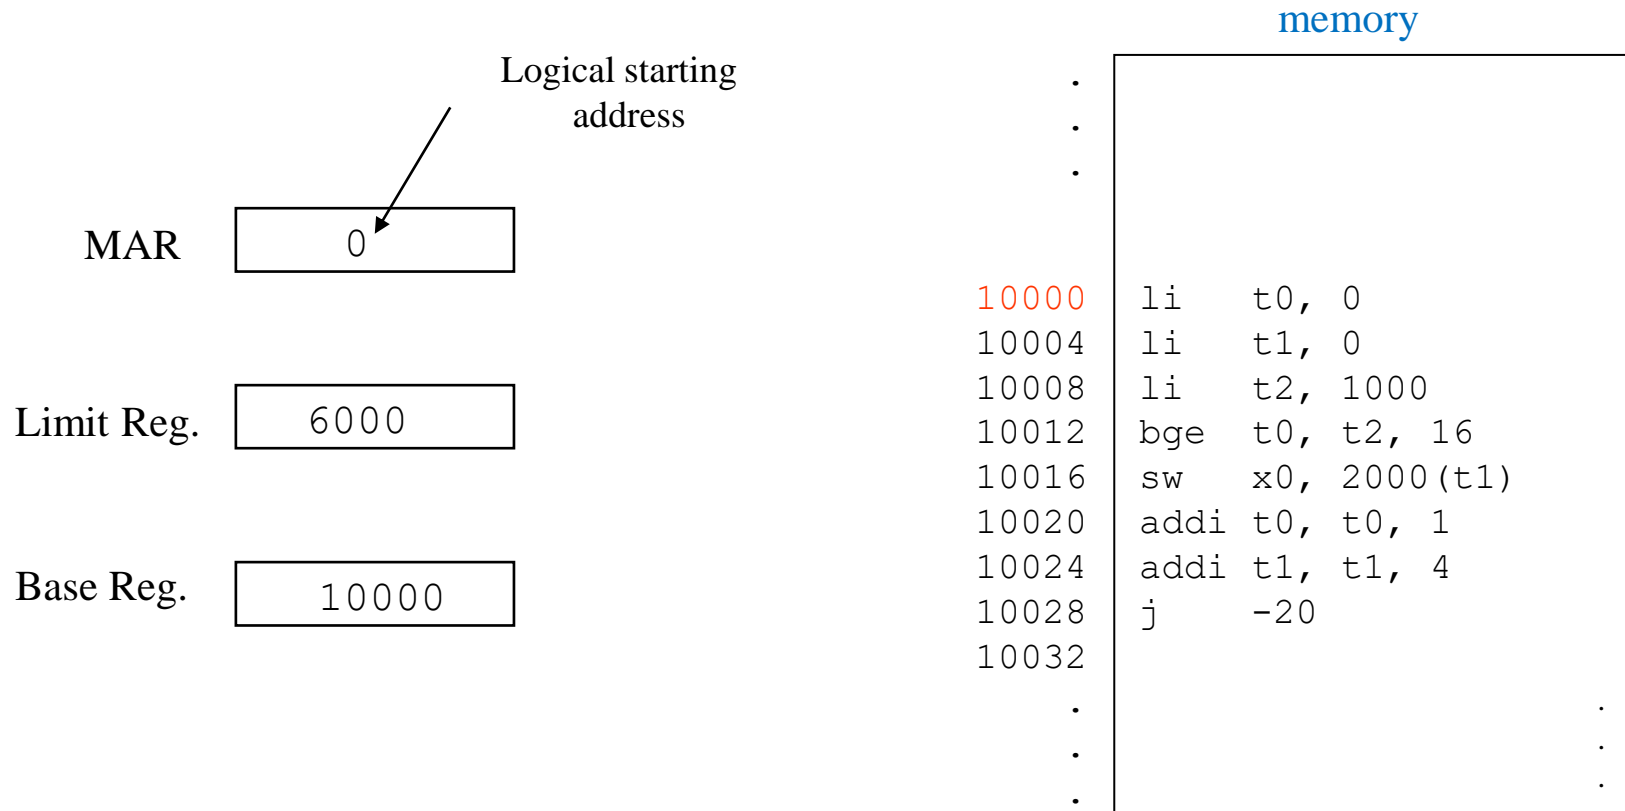 memory
Logical starting
address
.
.
.
MAR 0
Limit Reg. 6000
Base Reg. 10000
10000 li t0, 0
10004 li t1, 0
10008 li t2, 1000
10012 bge t0, t2, 16
10016 sw x0, 2000(t1)
10020 addi t0, t0, 1
10024 addi t1, t1, 4
10028 j -20
10032
. .
. .
. .